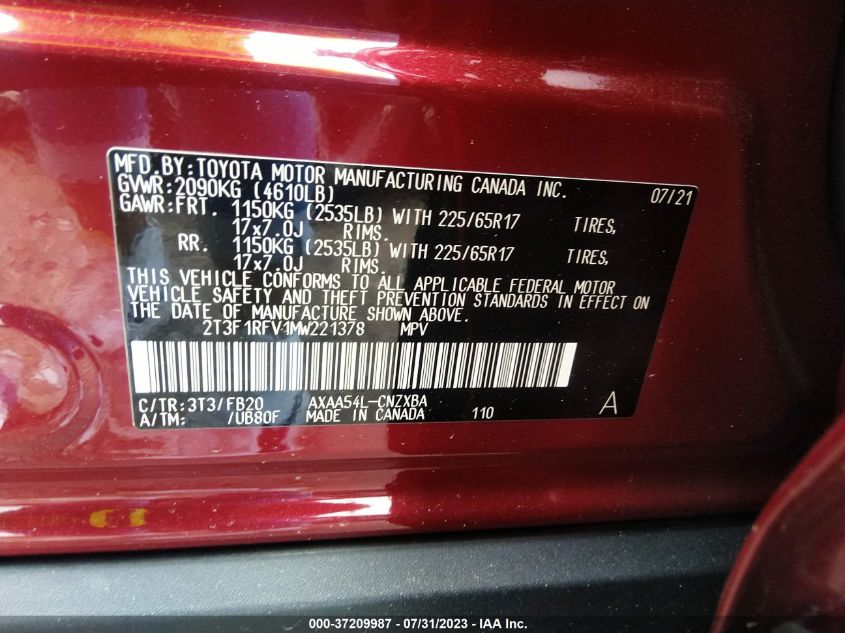 MFD.BY:TOYOTA MOTOR MANUFACTURING CANADA INC. 07/21
GVWR:2090KG (4610LB)
GAWR:FRT. 1150KG (2535LB) WITH 225/65R17 TIRES,
17x7.0J RIMS.
RR. 1150KG (2535LB) WITH 225/65R17 TIRES,
17x7.0J RIMS.
THIS VEHICLE CONFORMS TO ALL APPLICABLE FEDERAL MOTOR
VEHICLE SAFETY AND THEFT PREVENTION STANDARDS IN EFFECT ON
THE DATE OF MANUFACTURE SHOWN ABOVE.
2T3F1RFV4MW221378 MPV
C/TR:3T3/FB20 AXAA54L-CNZXBA
A/TM: /UB80F MADE IN CANADA 110 A
000-37209987 / 07/31/2023 - IAA Inc.